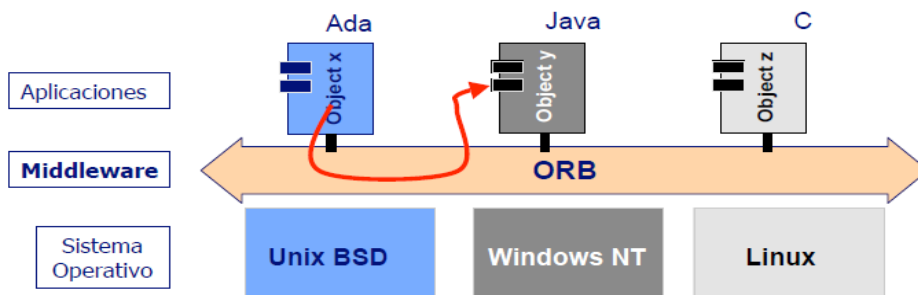 Ada
Java
C
Aplicaciones
Object x
Object y
Object z
Middleware
ORB
Sistema
Operativo
Unix BSD
Windows NT
Linux